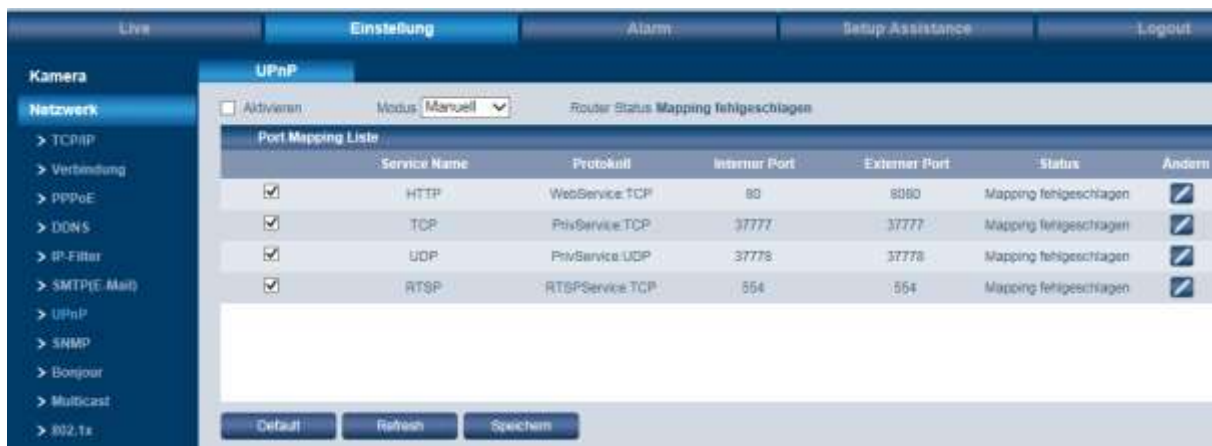 Live Einstellung Alarm Setup Assistance Logout
Kamera
Netzwerk
> TCP/IP
> Verbindung
> PPPoE
> DDNS
> IP-Filter
> SMTP(E-Mail)
> UPnP
> SNMP
> Bonjour
> Multicast
> 802.1x
UPnP
Aktivieren Modus Manuell Router Status Mapping fehlgeschlagen
Port Mapping Liste
Service Name Protokoll Interner Port Externer Port Status Ändern
HTTP WebService:TCP 80 8080 Mapping fehlgeschlagen
TCP PrivService:TCP 37777 37777 Mapping fehlgeschlagen
UDP PrivService:UDP 37778 37778 Mapping fehlgeschlagen
RTSP RTSPService:TCP 554 554 Mapping fehlgeschlagen
Default Refresh Speichern